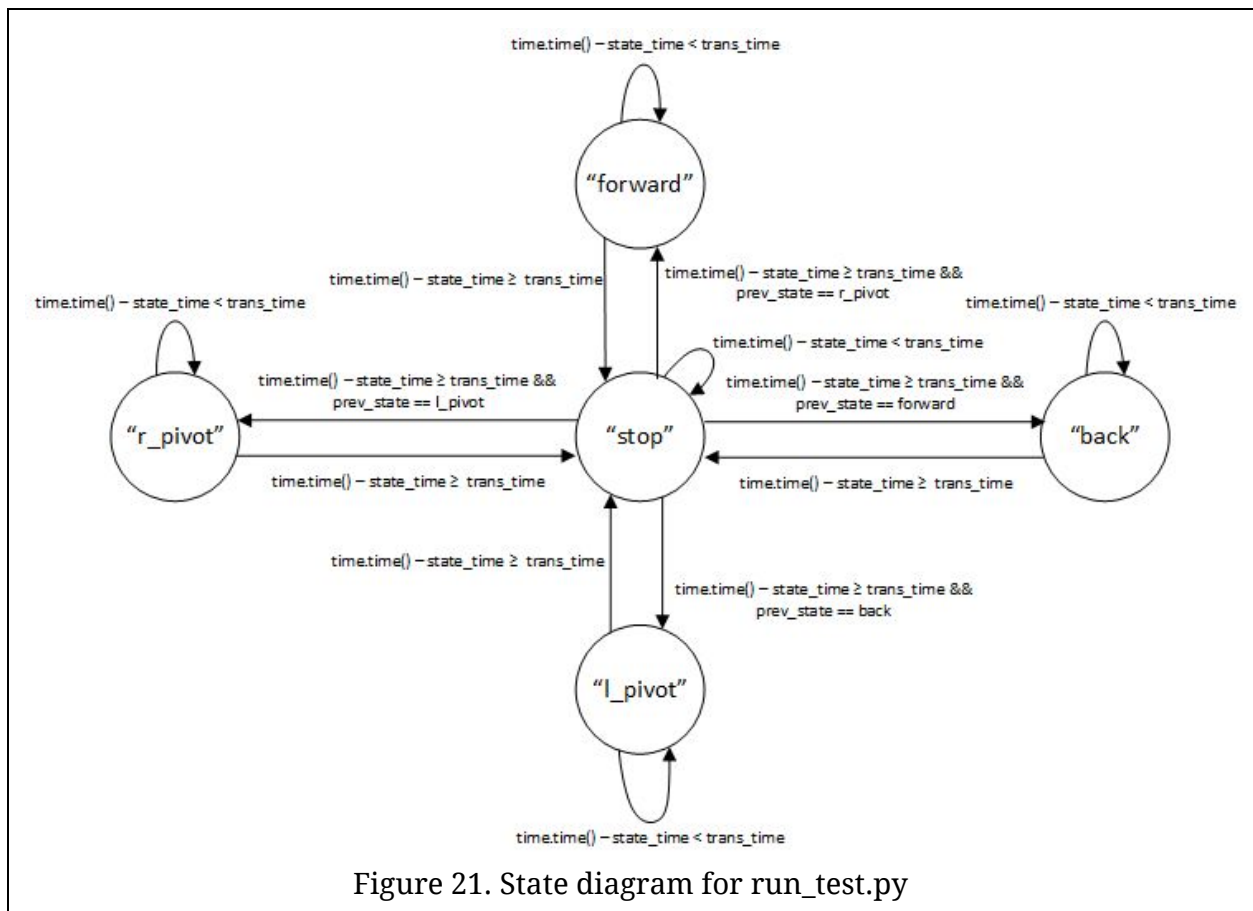 time.time() – state_time < trans_time
“forward”
time.time() – state_time ≥ trans_time
time.time() – state_time ≥ trans_time &&
prev_state == r_pivot
time.time() – state_time < trans_time
time.time() – state_time < trans_time
time.time() – state_time < trans_time
time.time() – state_time ≥ trans_time &&
prev_state == l_pivot
time.time() – state_time ≥ trans_time &&
prev_state == forward
“r_pivot”
“stop”
“back”
time.time() – state_time ≥ trans_time
time.time() – state_time ≥ trans_time
time.time() – state_time ≥ trans_time
time.time() – state_time ≥ trans_time &&
prev_state == back
“l_pivot”
time.time() – state_time < trans_time
Figure 21. State diagram for run_test.py